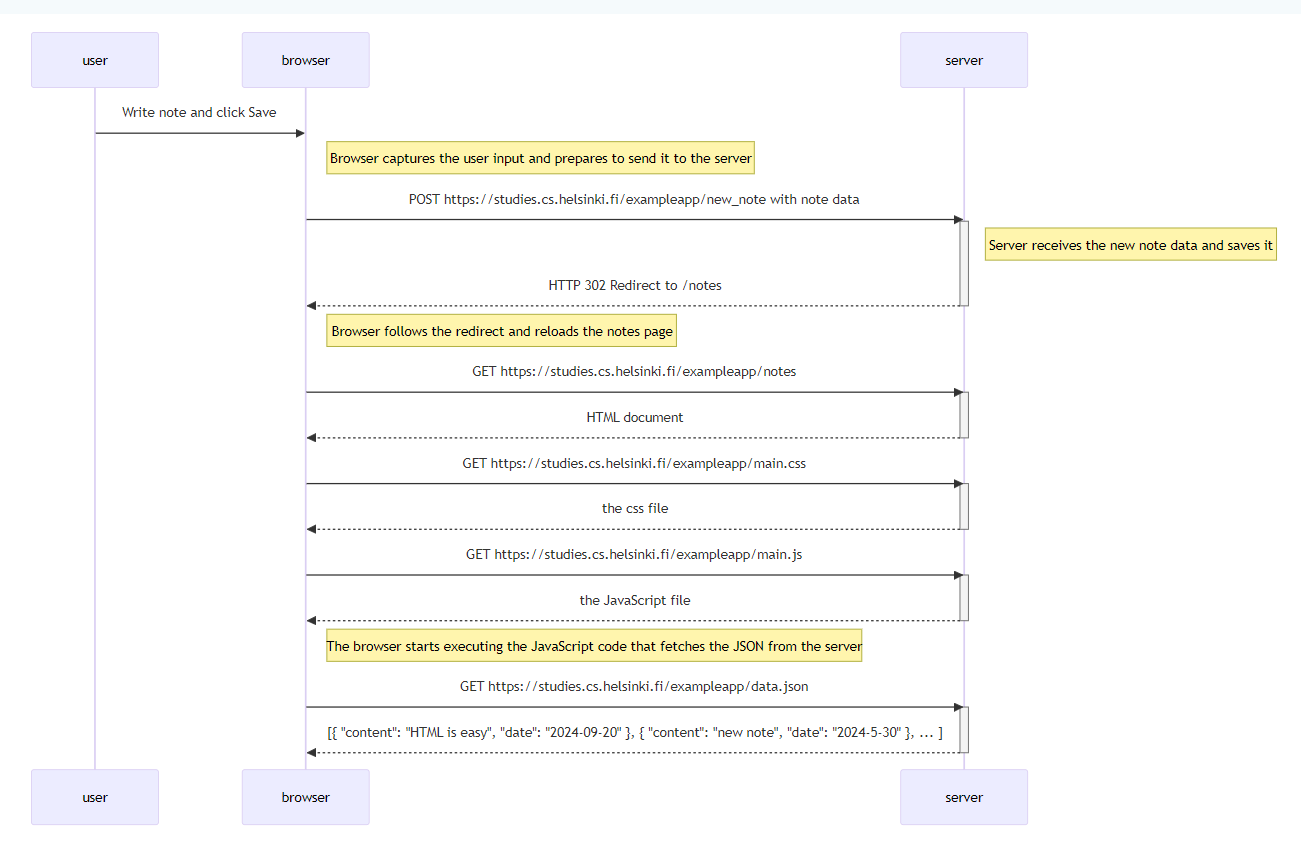 user
browser
server
Write note and click Save
Browser captures the user input and prepares to send it to the server
POST https://studies.cs.helsinki.fi/exampleapp/new_note with note data
Server receives the new note data and saves it
HTTP 302 Redirect to /notes
Browser follows the redirect and reloads the notes page
GET https://studies.cs.helsinki.fi/exampleapp/notes
HTML document
GET https://studies.cs.helsinki.fi/exampleapp/main.css
the css file
GET https://studies.cs.helsinki.fi/exampleapp/main.js
the JavaScript file
The browser starts executing the JavaScript code that fetches the JSON from the server
GET https://studies.cs.helsinki.fi/exampleapp/data.json
[{ "content": "HTML is easy", "date": "2024-09-20" }, { "content": "new note", "date": "2024-5-30" }, ... ]
user
browser
server